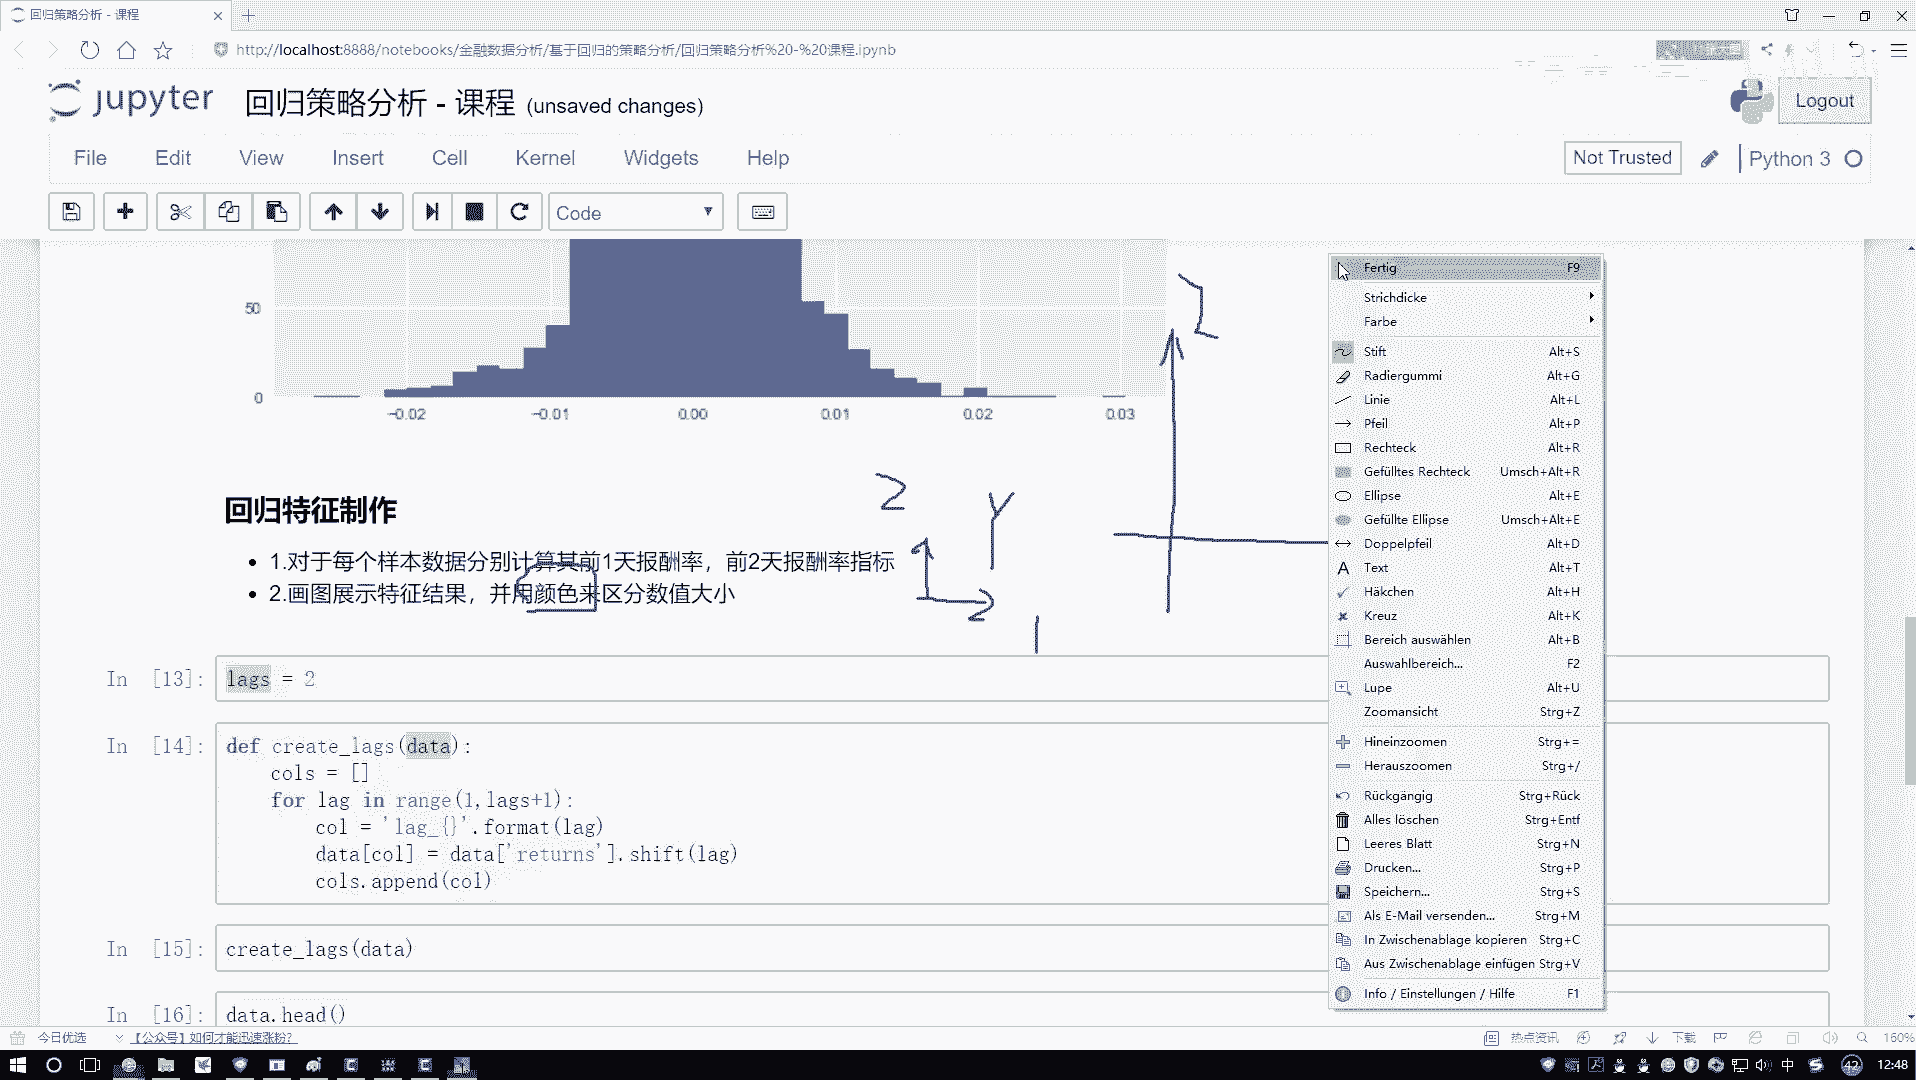 回归策略分析 - 课程
http://localhost:8888/notebooks/金融数据分析/基于回归的策略分析/回归策略分析%20-%20课程.ipynb
jupyter 回归策略分析 - 课程 (unsaved changes)
Logout
File Edit View Insert Cell Kernel Widgets Help
Not Trusted
Python 3
Code
50
0
-0.02 -0.01 0.00 0.01 0.02 0.03
2
2
Y
1
回归特征制作
1.对于每个样本数据分别计算其前1天报酬率，前2天报酬率指标
2.画图展示特征结果，并用颜色来区分数值大小
In [13]: lags = 2
In [14]: def create_lags(data):
cols = []
for lag in range(1,lags+1):
col = 'lag_{}'.format(lag)
data[col] = data['returns'].shift(lag)
cols.append(col)
In [15]: create_lags(data)
In [16]: data.head()
Fertig F9
Strichdicke
Farbe
Stift Alt+S
Radiergummi Alt+G
Linie Alt+L
Pfeil Alt+P
Rechteck Alt+R
Gefülltes Rechteck Umsch+Alt+R
Ellipse Alt+E
Gefüllte Ellipse Umsch+Alt+E
Doppelpfeil Alt+D
Text Alt+T
Häkchen Alt+H
Kreuz Alt+K
Bereich auswählen Alt+B
Auswahlbereich... F2
Lupe Alt+U
Zoomansicht Strg+Z
Hineinzoomen Strg+=
Herauszoomen Strg+/
Rückgängig Strg+Rück
Alles löschen Strg+Entf
Leeres Blatt Strg+N
Drucken... Strg+P
Speichern... Strg+S
Als E-Mail versenden... Strg+M
In Zwischenablage kopieren Strg+C
Aus Zwischenablage einfügen Strg+V
Info / Einstellungen / Hilfe F1
今日优选
【公众号】如何才能迅速涨粉?
热点资讯
下载
160%
中
42
12:48